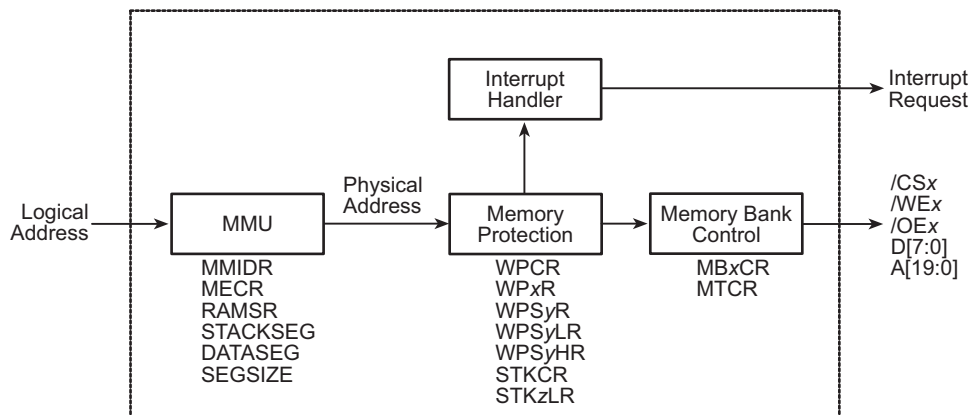 Interrupt
Handler
Interrupt
Request
Logical
Address
MMU
Physical
Address
Memory
Protection
Memory Bank
Control
/CSx
/WEx
/OEx
D[7:0]
A[19:0]
MMIDR
MECR
RAMSR
STACKSEG
DATASEG
SEGSIZE
WPCR
WPxR
WPSyR
WPSyLR
WPSyHR
STKCR
STKzLR
MBxCR
MTCR